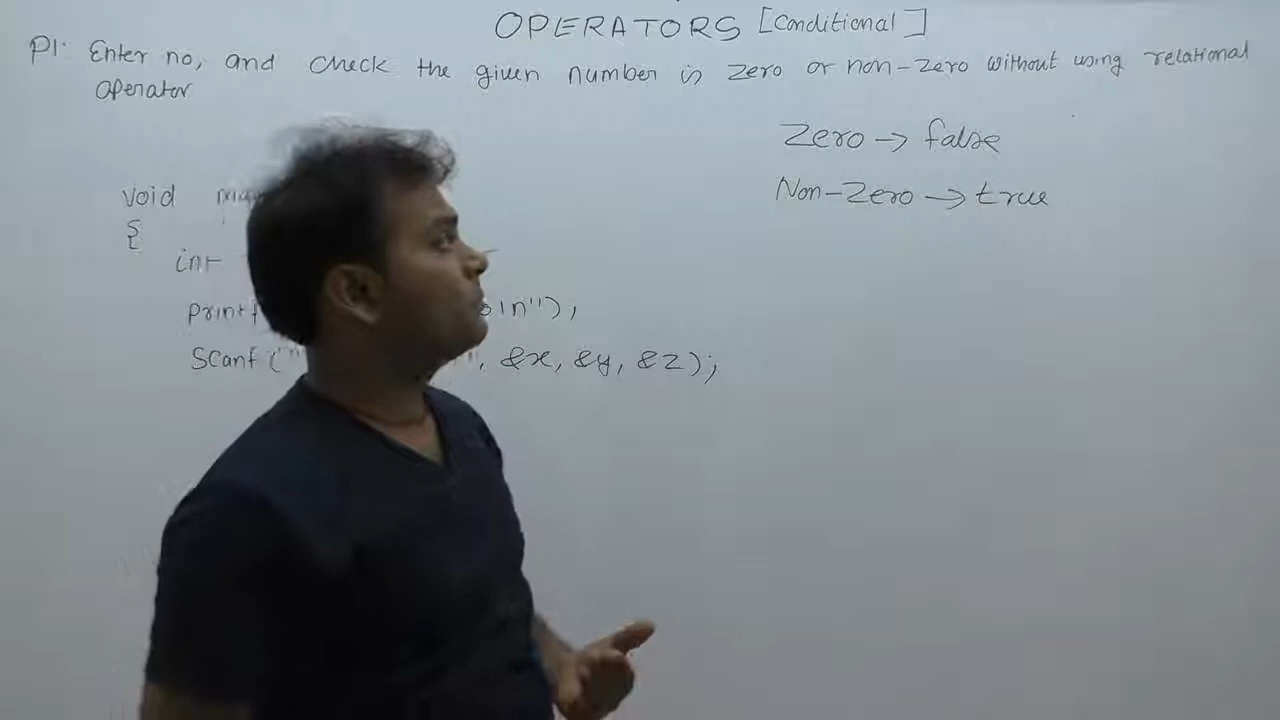 OPERATORS [Conditional]
P1. Enter no, and check the given number is zero or non-zero without using relational
operator
Zero → false
Non-Zero → true
void
{
int
printf
"),
Scanf ("
", &x, &y, &z);